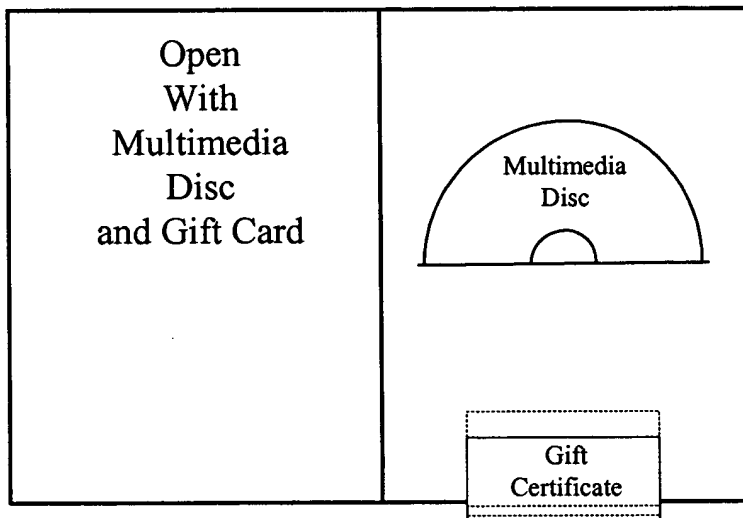 Open
With
Multimedia
Disc
and Gift Card
Multimedia
Disc
Gift
Certificate